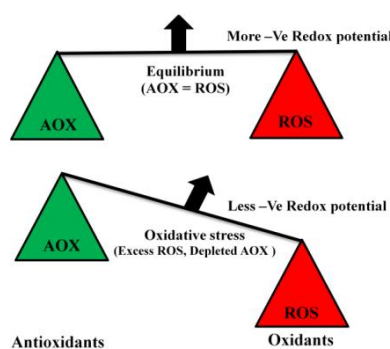 More –Ve Redox potential
Equilibrium
(AOX = ROS)
AOX
ROS
Less –Ve Redox potential
AOX
Oxidative stress
(Excess ROS, Depleted AOX )
ROS
Antioxidants
Oxidants